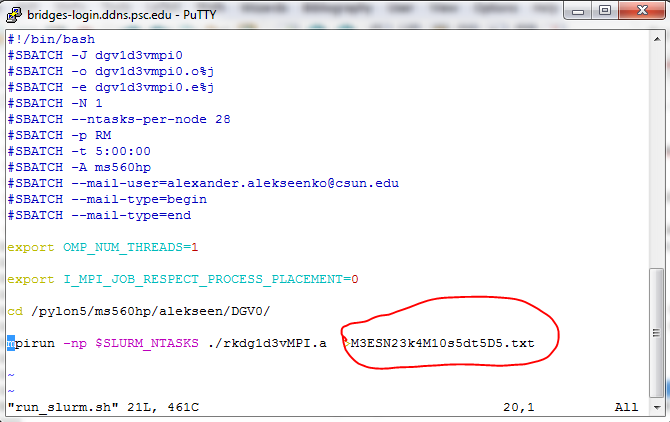 bridges-login.ddns.psc.edu - PuTTY
#!/bin/bash
#SBATCH -J dgv1d3vmpi0
#SBATCH -o dgv1d3vmpi0.o%j
#SBATCH -e dgv1d3vmpi0.e%j
#SBATCH -N 1
#SBATCH --ntasks-per-node 28
#SBATCH -p RM
#SBATCH -t 5:00:00
#SBATCH -A ms560hp
#SBATCH --mail-user=alexander.alekseenko@csun.edu
#SBATCH --mail-type=begin
#SBATCH --mail-type=end
export OMP_NUM_THREADS=1
export I_MPI_JOB_RESPECT_PROCESS_PLACEMENT=0
cd /pylon5/ms560hp/alekseen/DGV0/
mpirun -np $SLURM_NTASKS ./rkdg1d3vMPI.a >M3ESN23k4M10s5dt5D5.txt
~
~
"run_slurm.sh" 21L, 461C 20,1 All